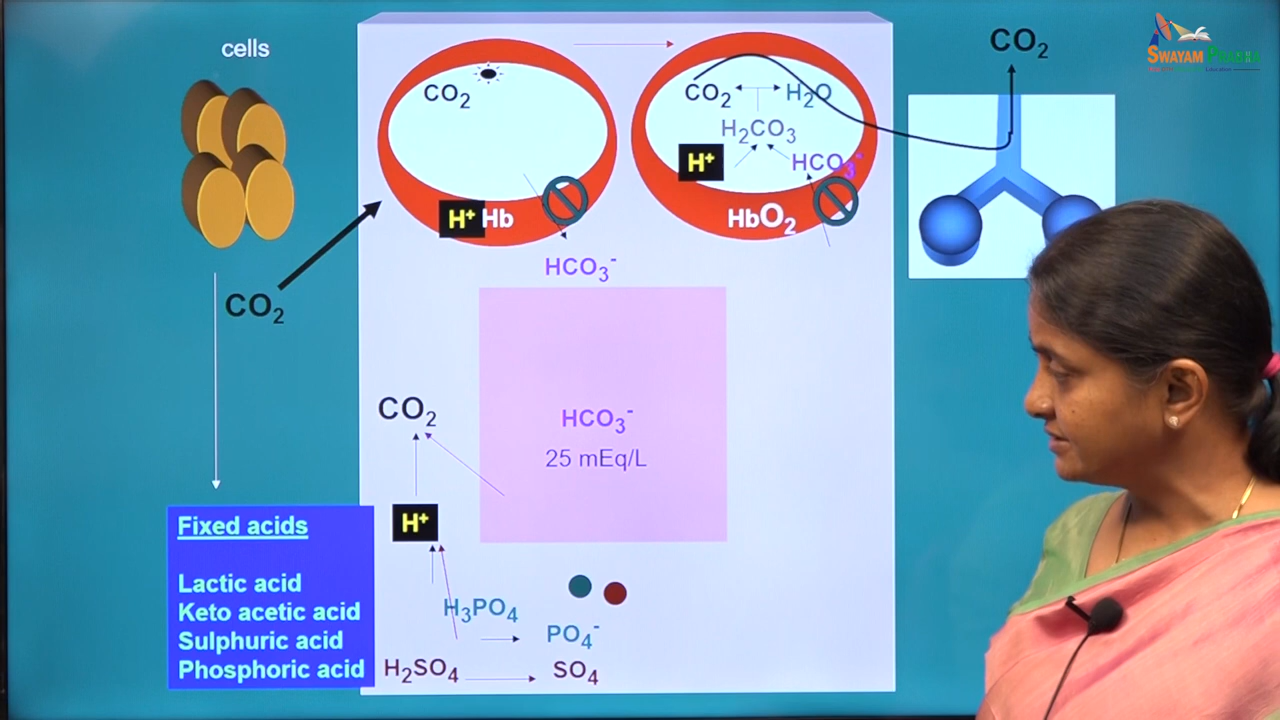 cells
CO₂
SWAYAM PRABHA
CO₂
CO₂
H₂O
H₂CO₃
H⁺
HCO₃⁻
H⁺ Hb
HbO₂
HCO₃⁻
CO₂
CO₂
HCO₃⁻
25 mEq/L
H⁺
Fixed acids
Lactic acid
Keto acetic acid
Sulphuric acid
Phosphoric acid
H₃PO₄
PO₄⁻
H₂SO₄
SO₄